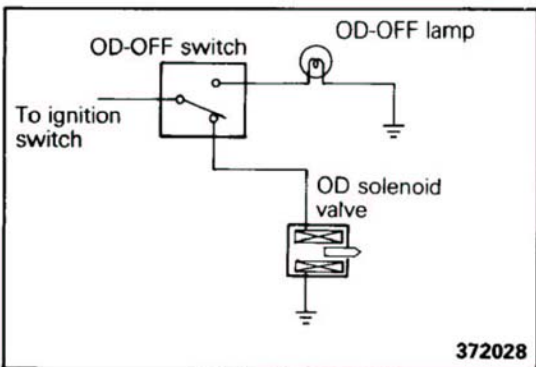 OD-OFF switch
OD-OFF lamp
To ignition
switch
OD solenoid
valve
372028